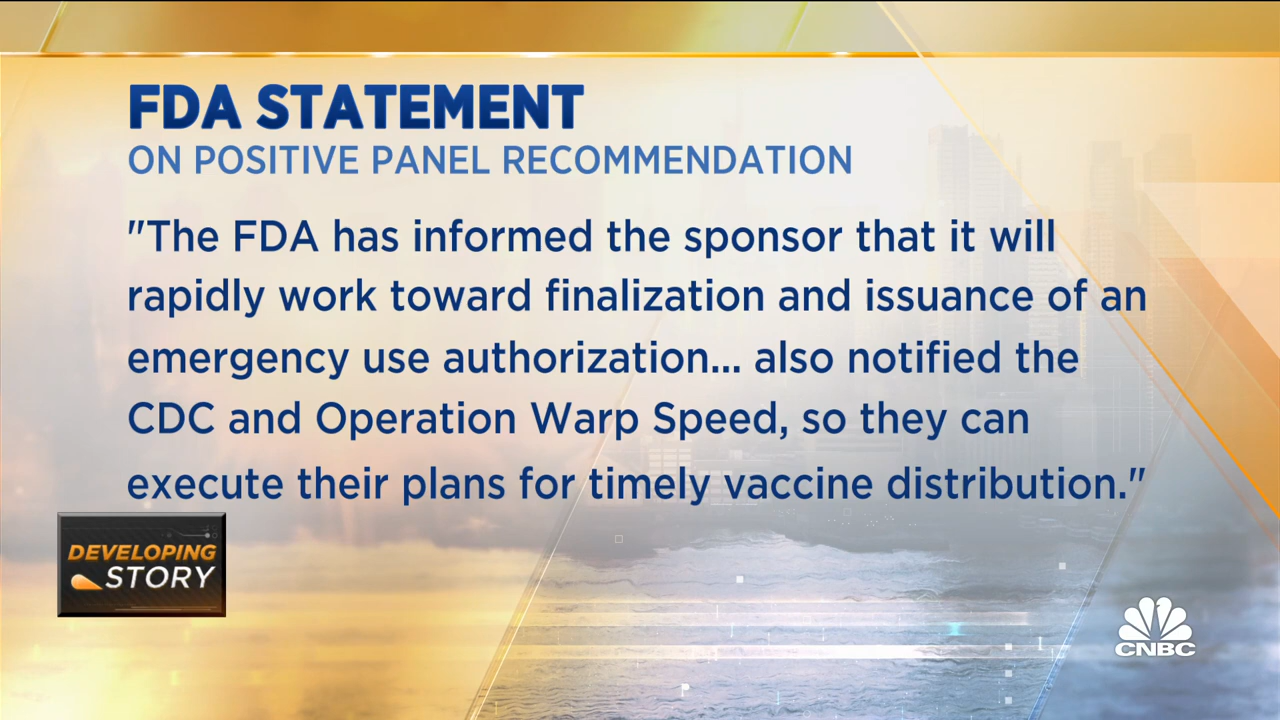 FDA STATEMENT
ON POSITIVE PANEL RECOMMENDATION
"The FDA has informed the sponsor that it will
rapidly work toward finalization and issuance of an
emergency use authorization... also notified the
CDC and Operation Warp Speed, so they can
execute their plans for timely vaccine distribution."
DEVELOPING
STORY
CNBC